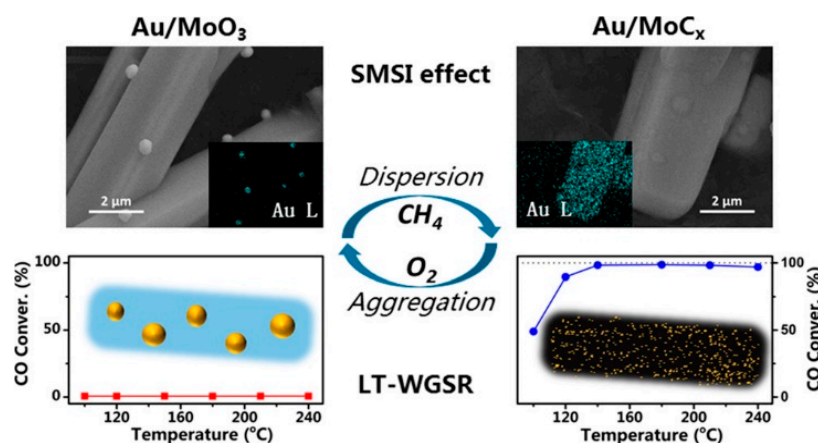 Au/MoO₃
Au/MoCₓ
SMSI effect
2 μm
Au L
Dispersion
CH₄
O₂
Aggregation
Au L
2 μm
CO Conver. (%)
100
50
0
120 160 200 240
Temperature (°C)
LT-WGSR
100
50
0
CO Conver. (%)
120 160 200 240
Temperature (°C)